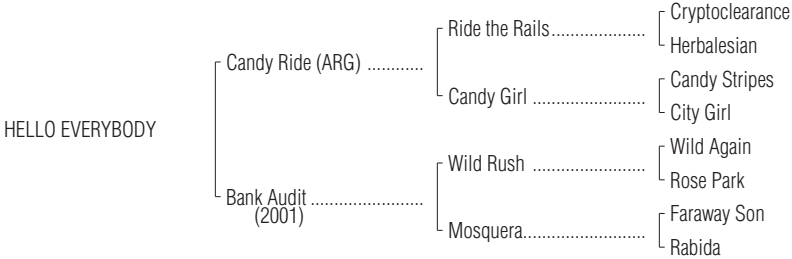 Cryptoclearance
Ride the Rails.....................
Herbalesian
Candy Ride (ARG) ............
Candy Stripes
Candy Girl .........................
City Girl
HELLO EVERYBODY
Wild Again
Wild Rush .........................
Rose Park
Bank Audit ........................
(2001)
Faraway Son
Mosquera...........................
Rabida